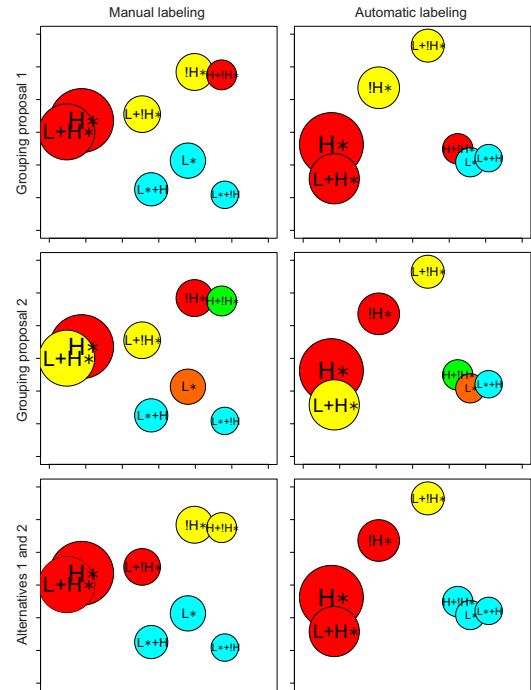 Manual labeling
Automatic labeling
Grouping proposal 1
H∗
L+H∗
L+!H∗
!H∗
H+!H∗
L∗
L∗+H
L∗+!H
L+!H∗
!H∗
H∗
L+H∗
H+!H∗
L∗
L∗+H
Grouping proposal 2
H∗
L+H∗
L+!H∗
!H∗
H+!H∗
L∗
L∗+H
L∗+!H
L+!H∗
!H∗
H∗
L+H∗
H+!H∗
L∗
L∗+H
Alternatives 1 and 2
H∗
L+H∗
L+!H∗
!H∗
H+!H∗
L∗
L∗+H
L∗+!H
L+!H∗
!H∗
H∗
L+H∗
H+!H∗
L∗
L∗+H